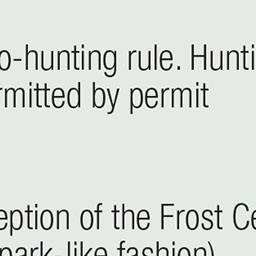 o-hunting rule. Hunti
rmitted by permit
eption of the Frost Ce
park-like fashion)